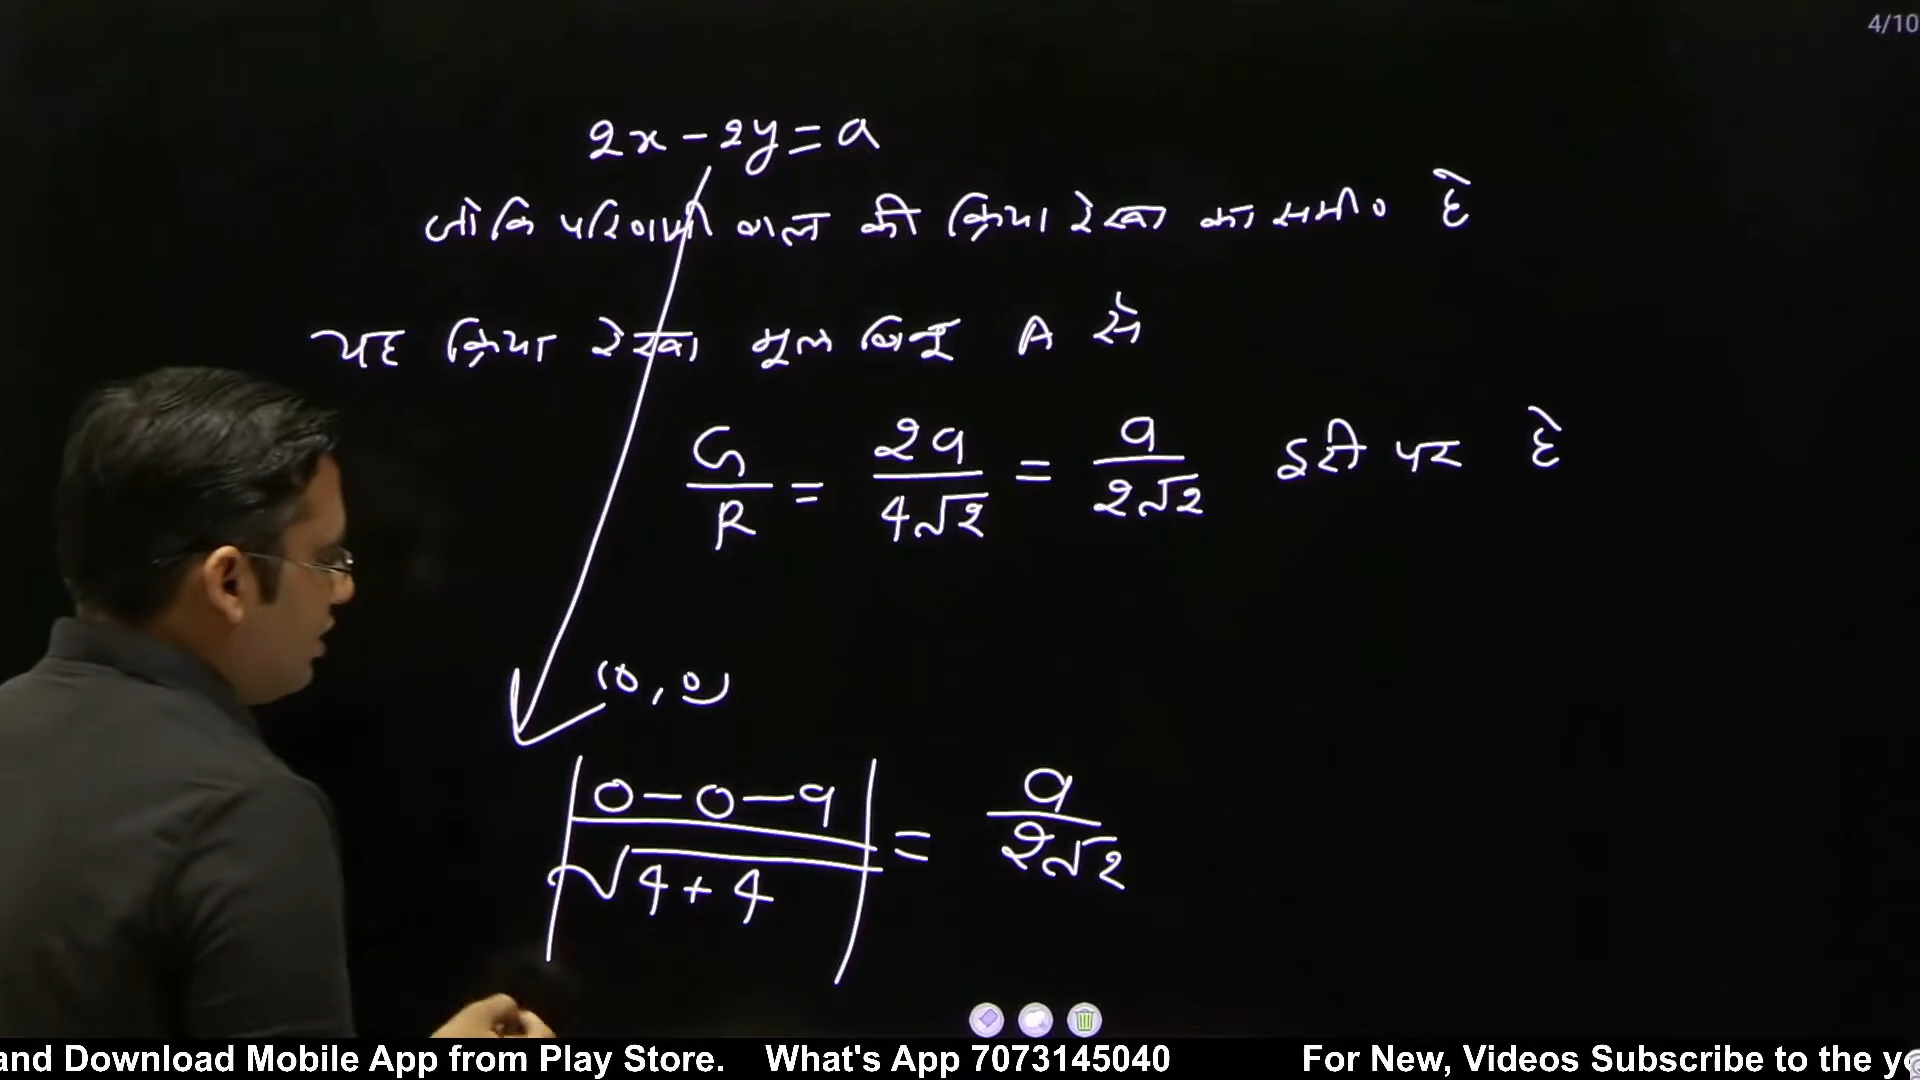 4/10
2x - 2y = a
जोकि परिणामी बल की क्रिया रेखा का समी० है
यह क्रिया रेखा मूल बिन्दू A से
G/R = 2a/4√2 = a/2√2 दूरी पर है
(0, 0)
|0 - 0 - a / √4 + 4| = a/2√2
and Download Mobile App from Play Store. What's App 7073145040 For New, Videos Subscribe to the yo